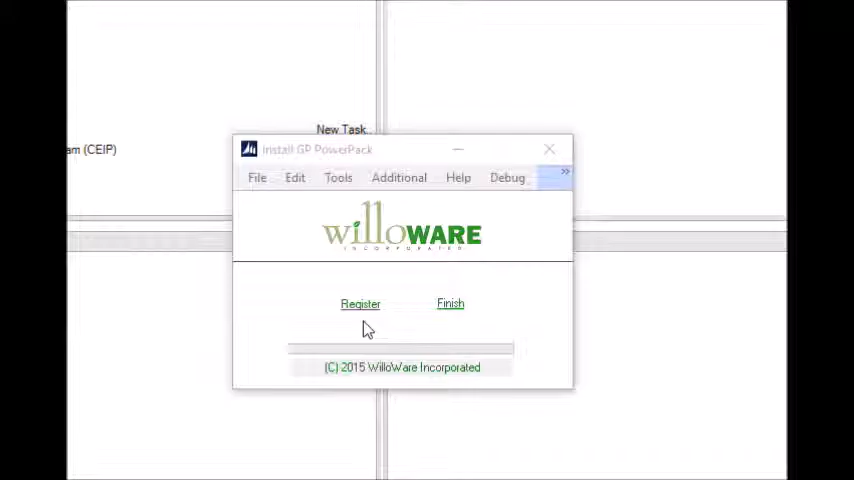 New Task..
am (CEIP)
Install GP PowerPack
File Edit Tools Additional Help Debug »
willoware
INCORPORATED
Register Finish
(C) 2015 WilloWare Incorporated